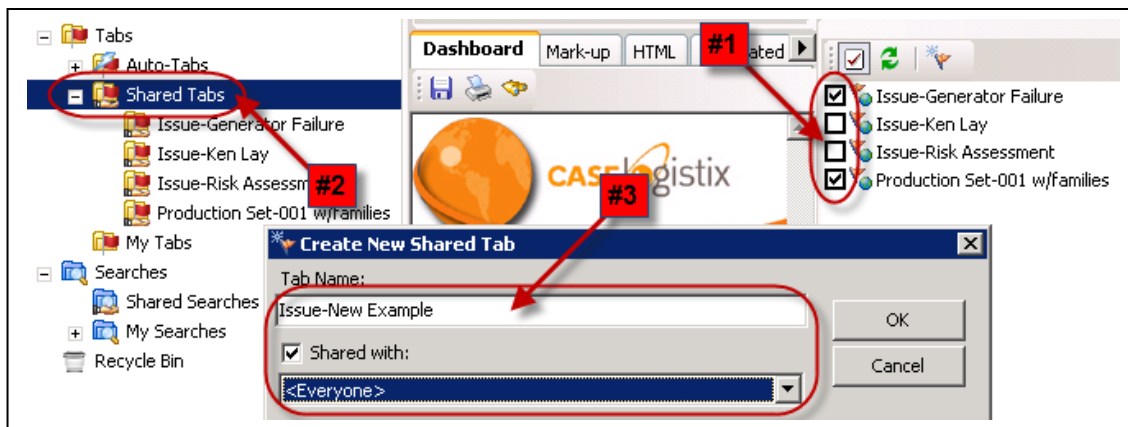 Tabs
Auto-Tabs
Shared Tabs
Issue-Generator Failure
Issue-Ken Lay
Issue-Risk Assessm
Production Set-001 w/families
My Tabs
Searches
Shared Searches
My Searches
Recycle Bin
#2
Dashboard Mark-up HTML ated
#1
CASE gistix
#3
Issue-Generator Failure
Issue-Ken Lay
Issue-Risk Assessment
Production Set-001 w/families
Create New Shared Tab
Tab Name:
Issue-New Example
Shared with:
<Everyone>
OK
Cancel